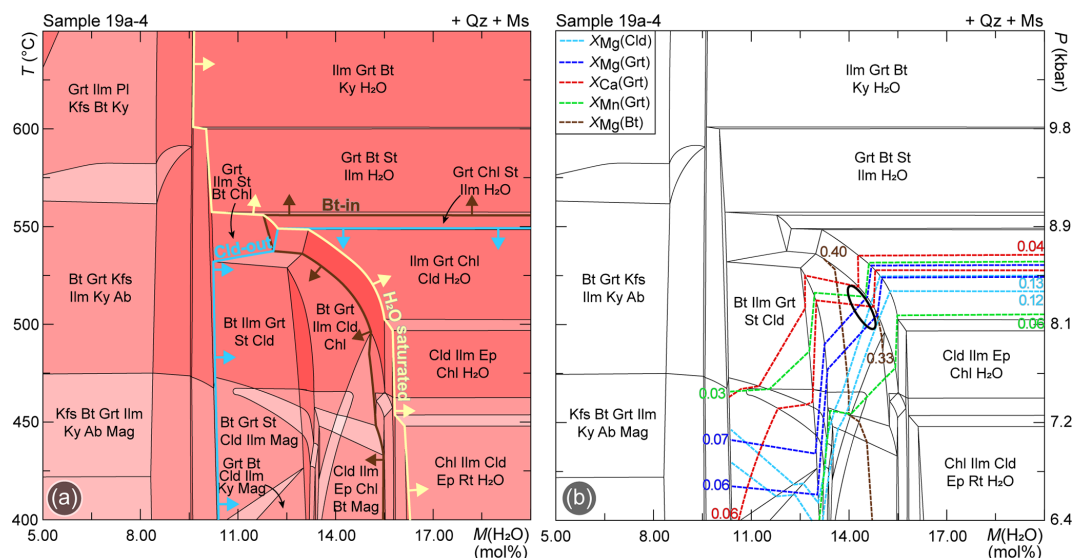 Sample 19a-4
+ Qz + Ms
T (°C)
600
550
500
450
400
5.00
9.00
11.00
15.00
17.00
M(H₂O)
(mol%)
Grt Ilm Pl
Kfs Bt Ky
Ilm Grt Bt
Ky H₂O
Grt Bt St
Ilm H₂O
Grt
Ilm St
Bt Chl
Grt Chl St
Ilm H₂O
Bt-in
Cld-out
Ilm Grt Chl
Cld H₂O
Bt Grt Kfs
Ilm Ky Ab
Bt Ilm Grt
St Cld
Bt Grt
Ilm Cld
Chl
H₂O saturated
Cld Ilm Ep
Chl H₂O
Kfs Bt Grt Ilm
Ky Ab Mag
Bt Grt St
Cld Ilm Mag
Grt Bt
Cld Ilm
Ky Mag
Cld Ilm
Ep Chl
Bt Mag
Chl Ilm Cld
Ep Rt H₂O
(a)
Sample 19a-4
+ Qz + Ms
XMg(Cld)
XMg(Grt)
XCa(Grt)
XMn(Grt)
XMg(Bt)
P
(kbar)
9.8
8.9
8.1
7.2
6.4
Ilm Grt Bt
Ky H₂O
Grt Bt St
Ilm H₂O
0.40
0.04
0.13
0.12
0.06
0.33
Bt Grt Kfs
Ilm Ky Ab
Bt Ilm Grt
St Cld
Cld Ilm Ep
Chl H₂O
0.03
0.07
0.06
0.06
Kfs Bt Grt Ilm
Ky Ab Mag
Chl Ilm Cld
Ep Rt H₂O
(b)
5.00
9.00
11.00
15.00
17.00
M(H₂O)
(mol%)